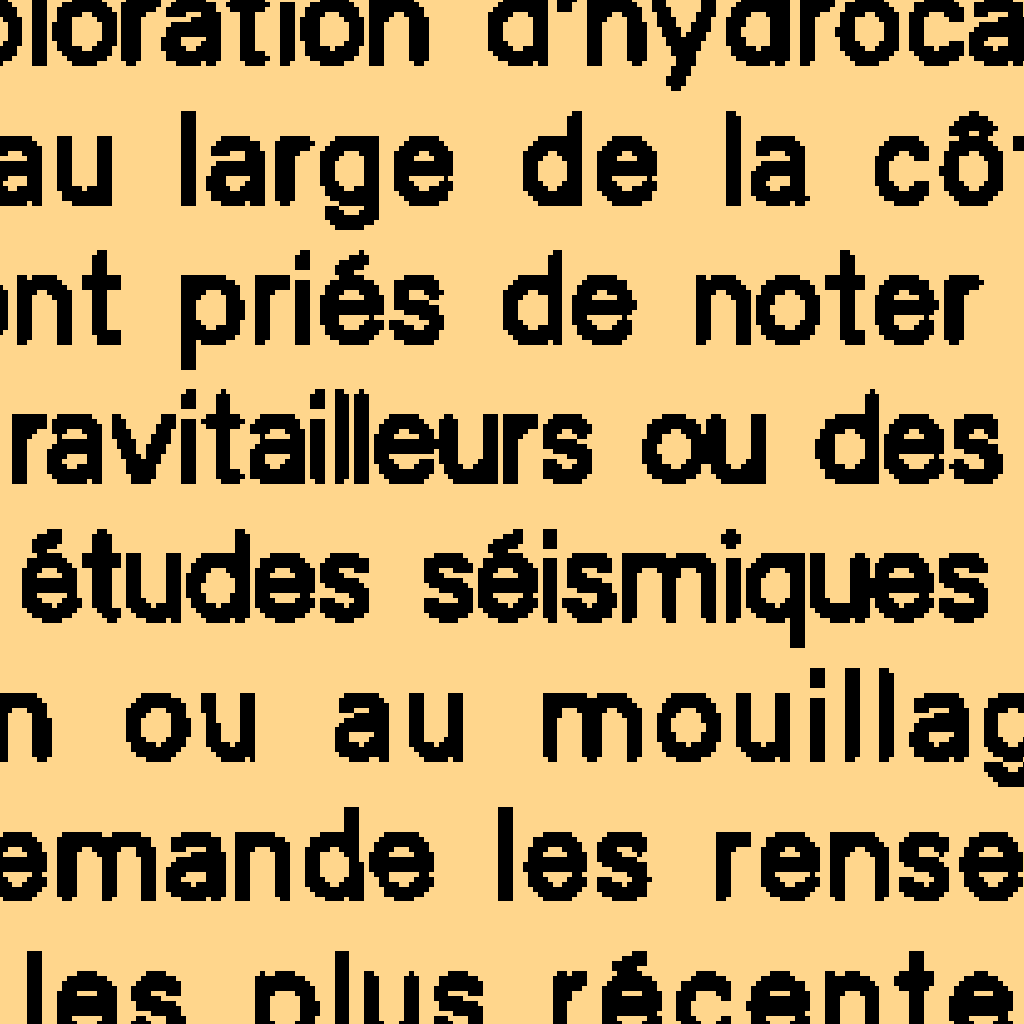 ploration d'hydroca
au large de la côt
ont priés de noter
ravitailleurs ou des
études séismiques
n ou au mouillag
emande les rense
les plus récente